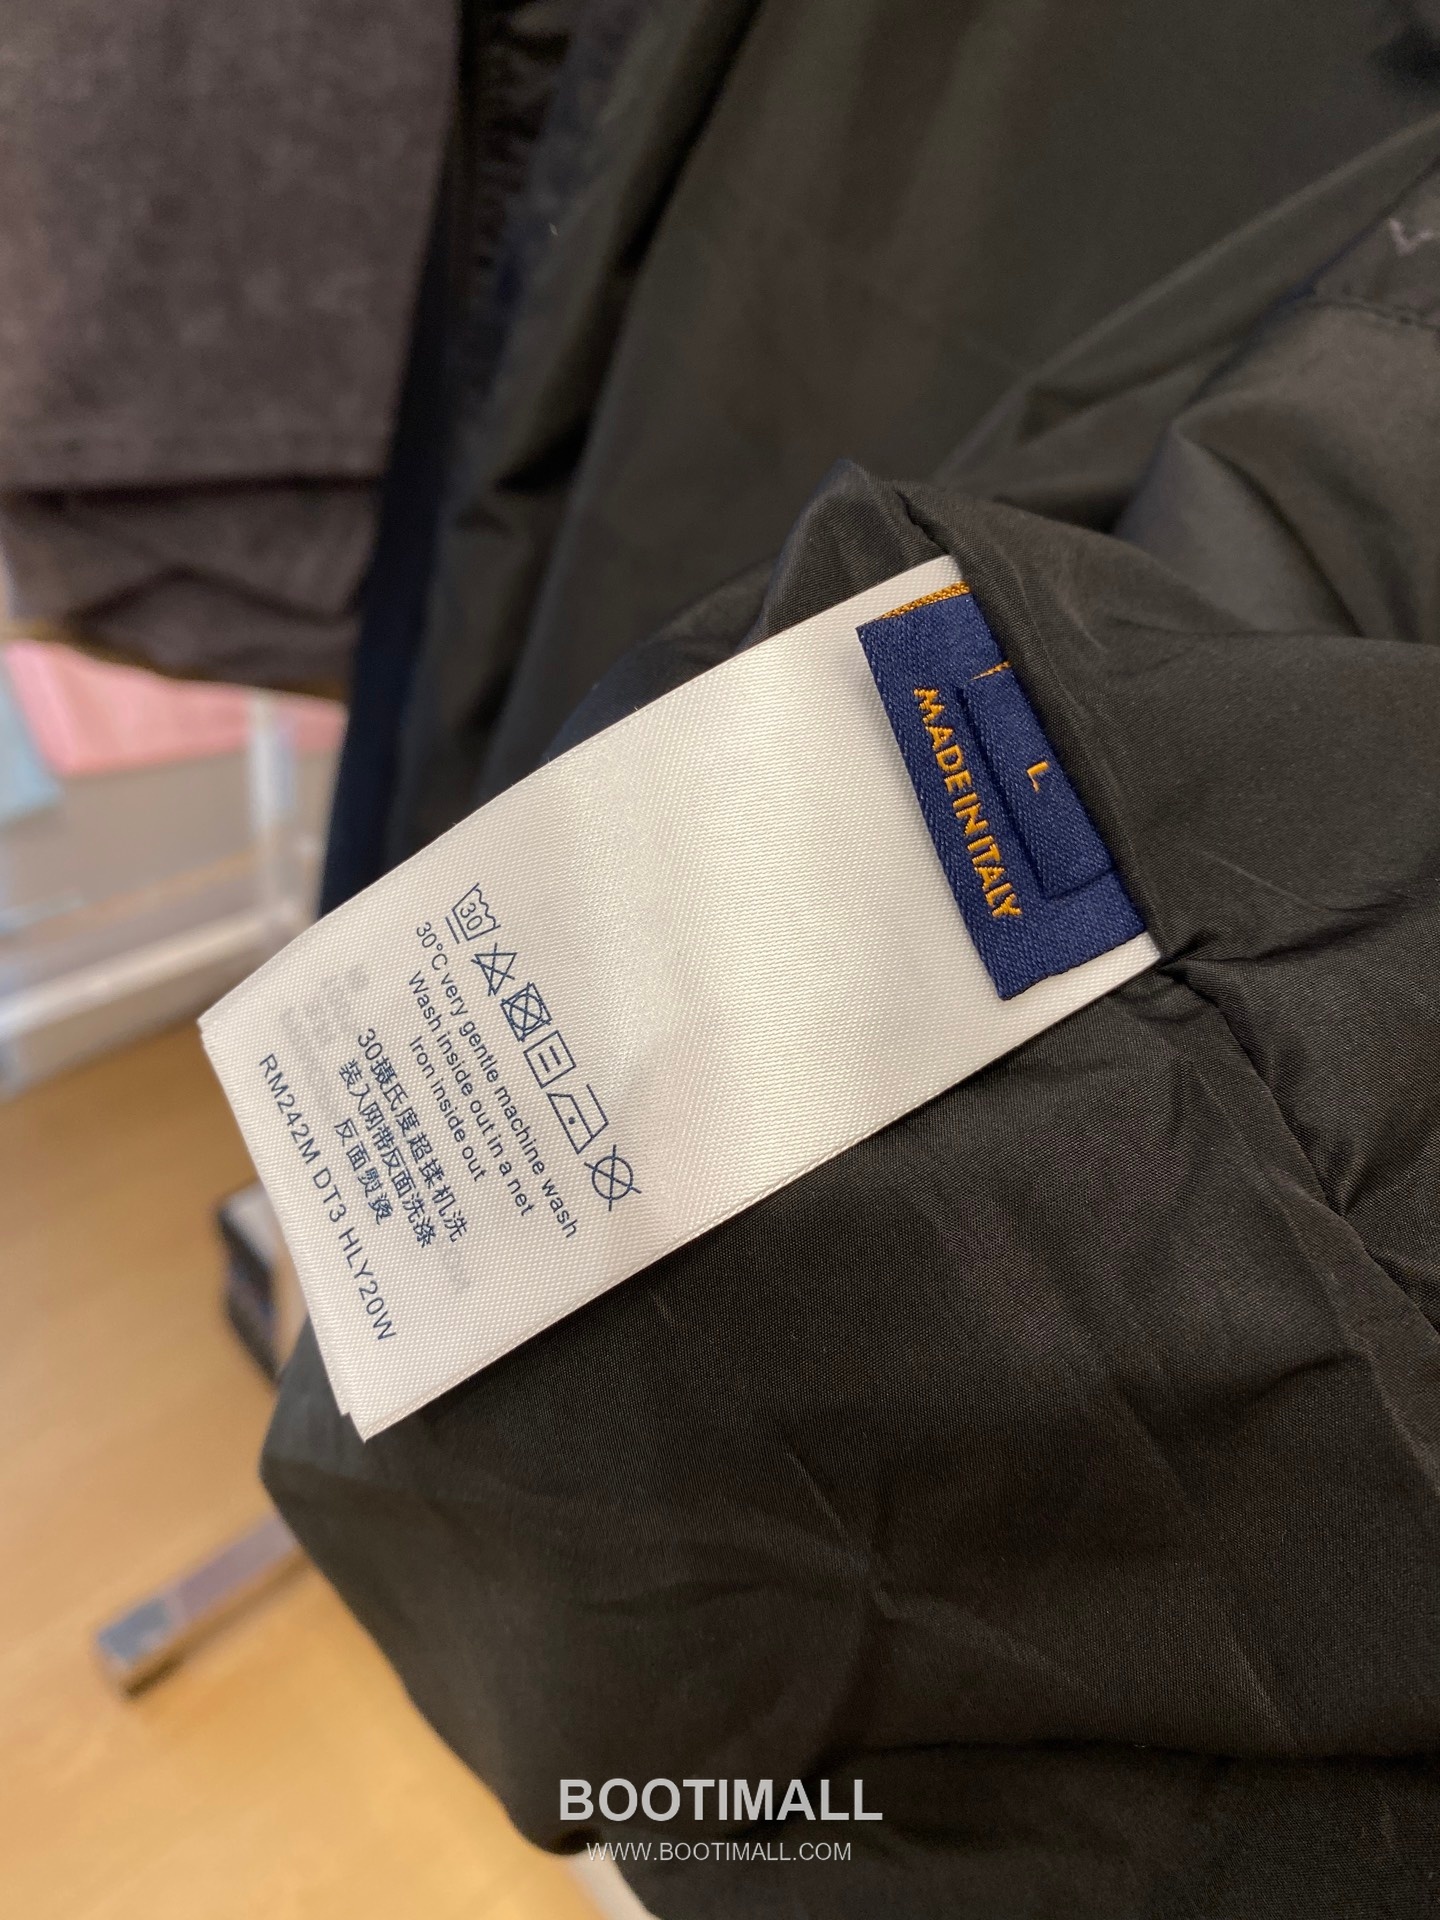 MADE IN ITALY
L
30
30°C very gentle machine wash
Wash inside out in a net
Iron inside out
30摄氏度超揉机洗
装入网带反面洗涤
反面熨烫
RM242M DT3 HLY20W
BOOTIMALL
WWW.BOOTIMALL.COM